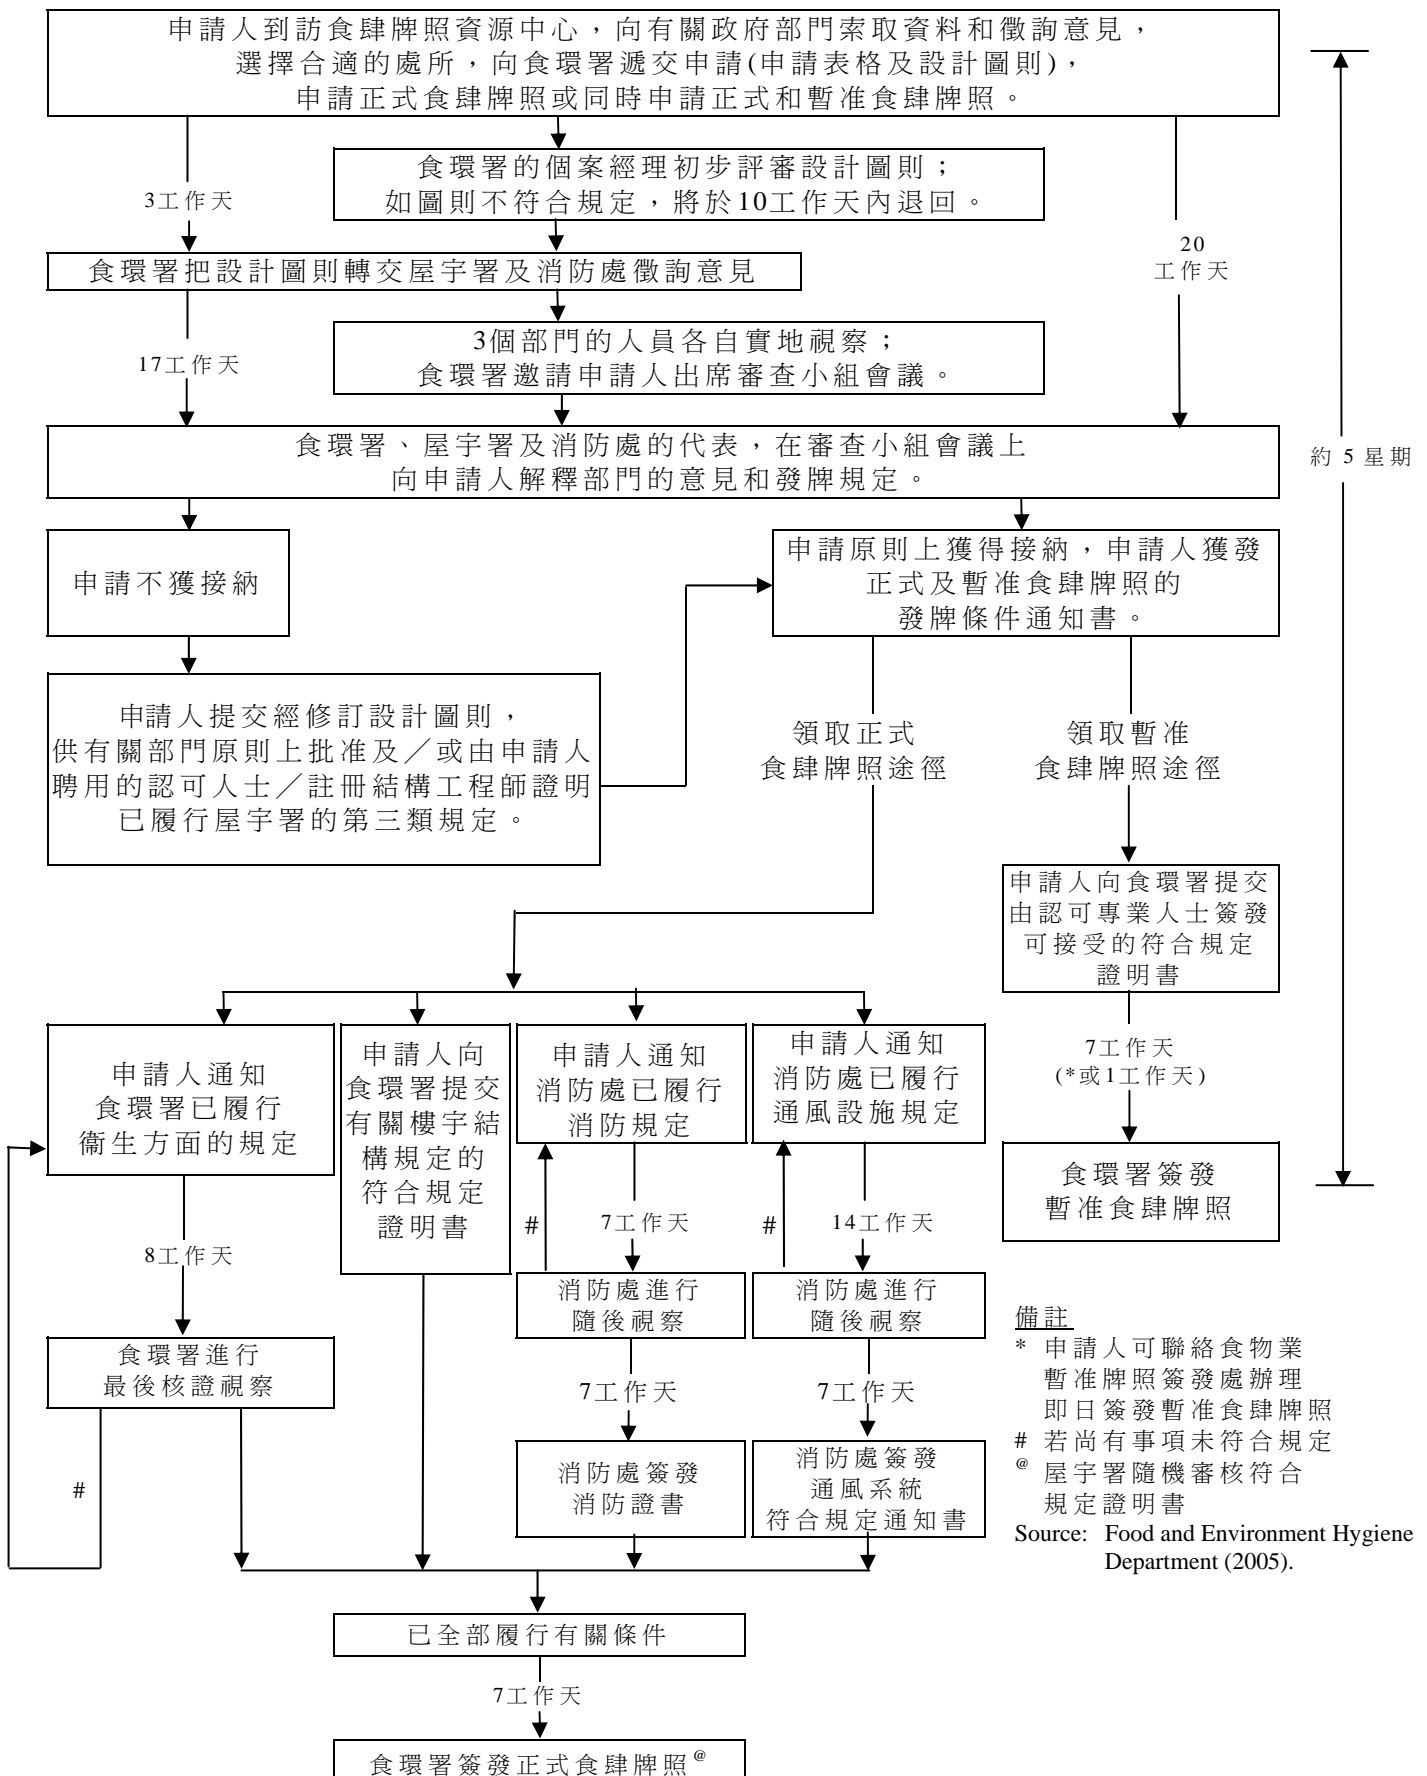 申請人到訪食肆牌照資源中心，向有關政府部門索取資料和徵詢意見，
選擇合適的處所，向食環署遞交申請(申請表格及設計圖則)，
申請正式食肆牌照或同時申請正式和暫准食肆牌照。
食環署的個案經理初步評審設計圖則；
如圖則不符合規定，將於10工作天內退回。
3工作天
20
工作天
食環署把設計圖則轉交屋宇署及消防處徵詢意見
3個部門的人員各自實地視察；
食環署邀請申請人出席審查小組會議。
17工作天
食環署、屋宇署及消防處的代表，在審查小組會議上
向申請人解釋部門的意見和發牌規定。
約 5 星期
申請不獲接納
申請原則上獲得接納，申請人獲發
正式及暫准食肆牌照的
發牌條件通知書。
申請人提交經修訂設計圖則，
供有關部門原則上批准及／或由申請人
聘用的認可人士／註冊結構工程師證明
已履行屋宇署的第三類規定。
領取正式
食肆牌照途徑
領取暫准
食肆牌照途徑
申請人向食環署提交
由認可專業人士簽發
可接受的符合規定
證明書
7工作天
(*或1工作天)
食環署簽發
暫准食肆牌照
申請人通知
食環署已履行
衞生方面的規定
申請人向
食環署提交
有關樓宇結
構規定的
符合規定
證明書
申請人通知
消防處已履行
消防規定
申請人通知
消防處已履行
通風設施規定
8工作天
#
7工作天
#
14工作天
食環署進行
最後核證視察
消防處進行
隨後視察
消防處進行
隨後視察
7工作天
7工作天
#
消防處簽發
消防證書
消防處簽發
通風系統
符合規定通知書
備註
* 申請人可聯絡食物業
暫准牌照簽發處辦理
即日簽發暫准食肆牌照
# 若尚有事項未符合規定
@ 屋宇署隨機審核符合
規定證明書
Source: Food and Environment Hygiene
Department (2005).
已全部履行有關條件
7工作天
食環署簽發正式食肆牌照@